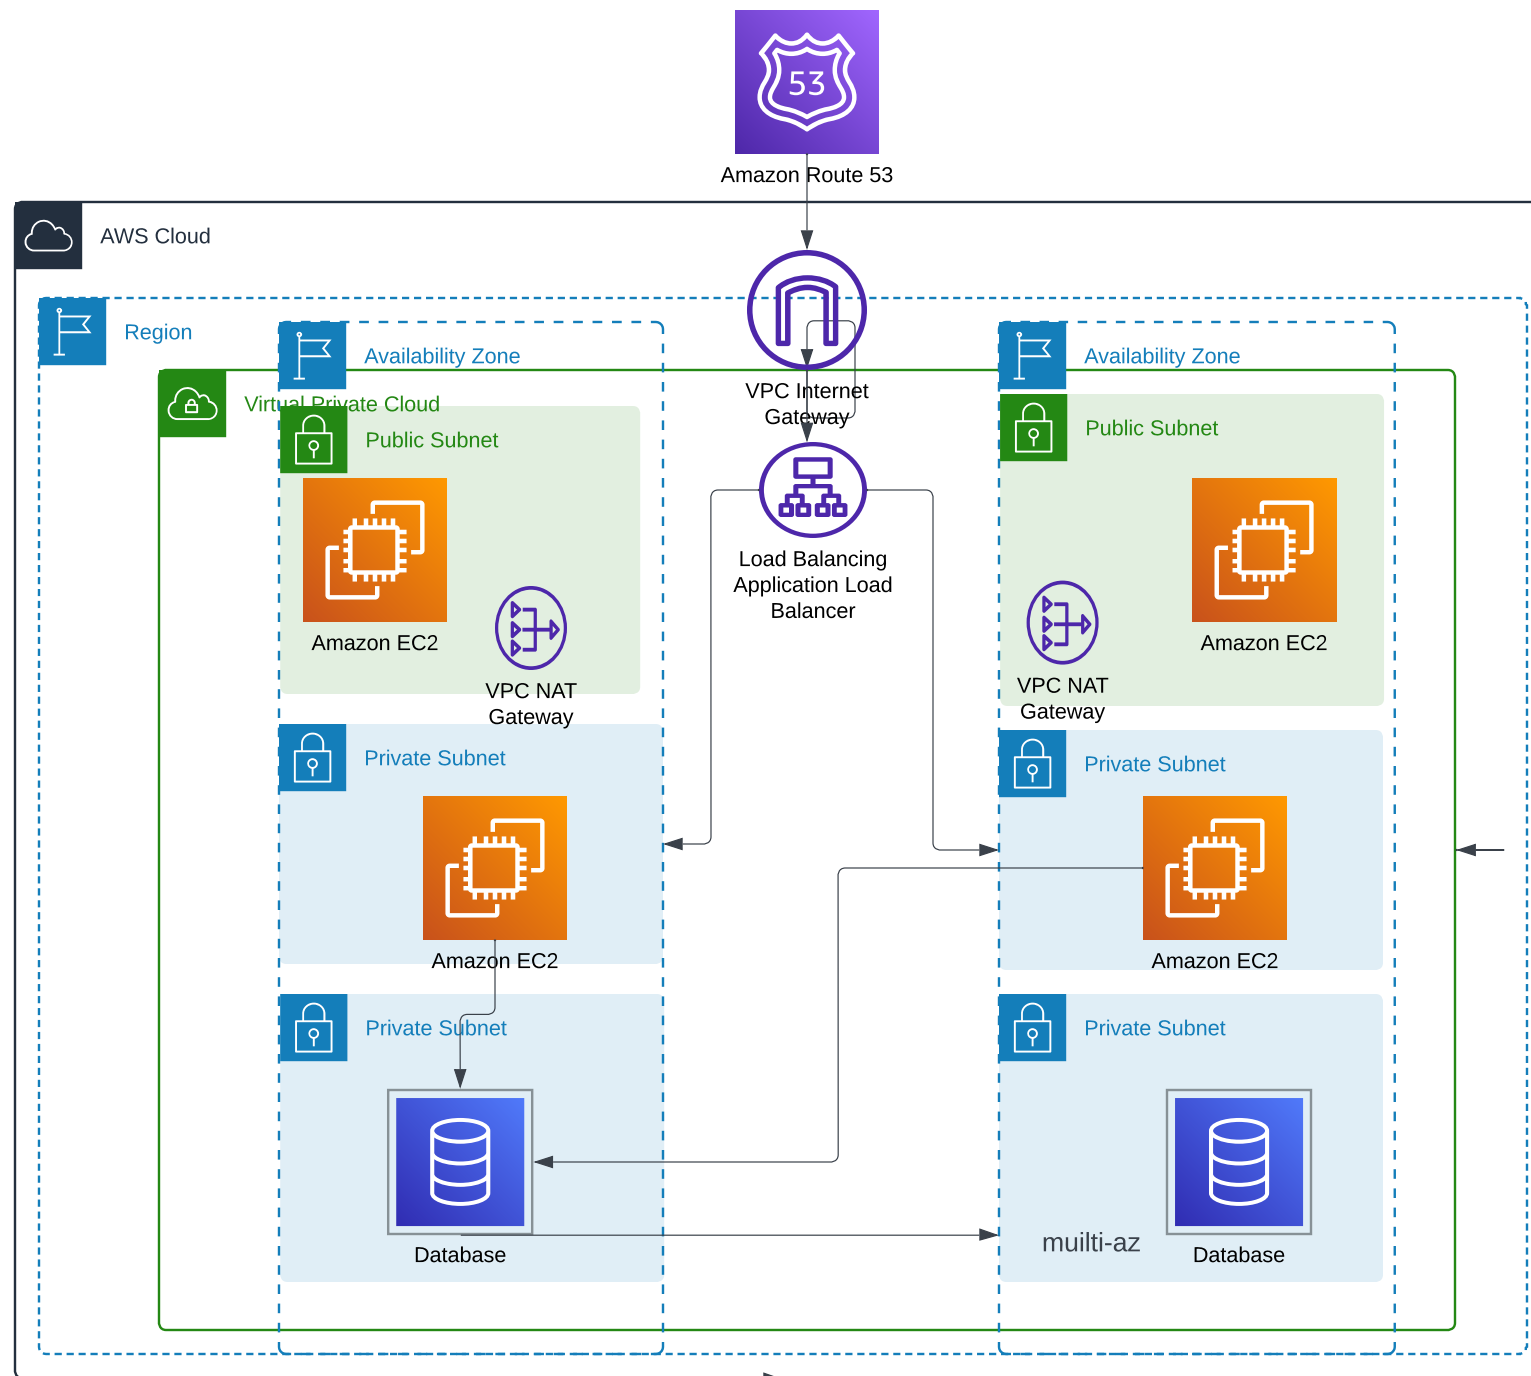 53
Amazon Route 53
AWS Cloud
Region
Availability Zone
Availability Zone
Virtual Private Cloud
VPC Internet
Gateway
Public Subnet
Public Subnet
Load Balancing
Application Load
Balancer
Amazon EC2
VPC NAT
Gateway
VPC NAT
Gateway
Amazon EC2
Private Subnet
Private Subnet
Amazon EC2
Amazon EC2
Private Subnet
Private Subnet
Database
muilti-az
Database